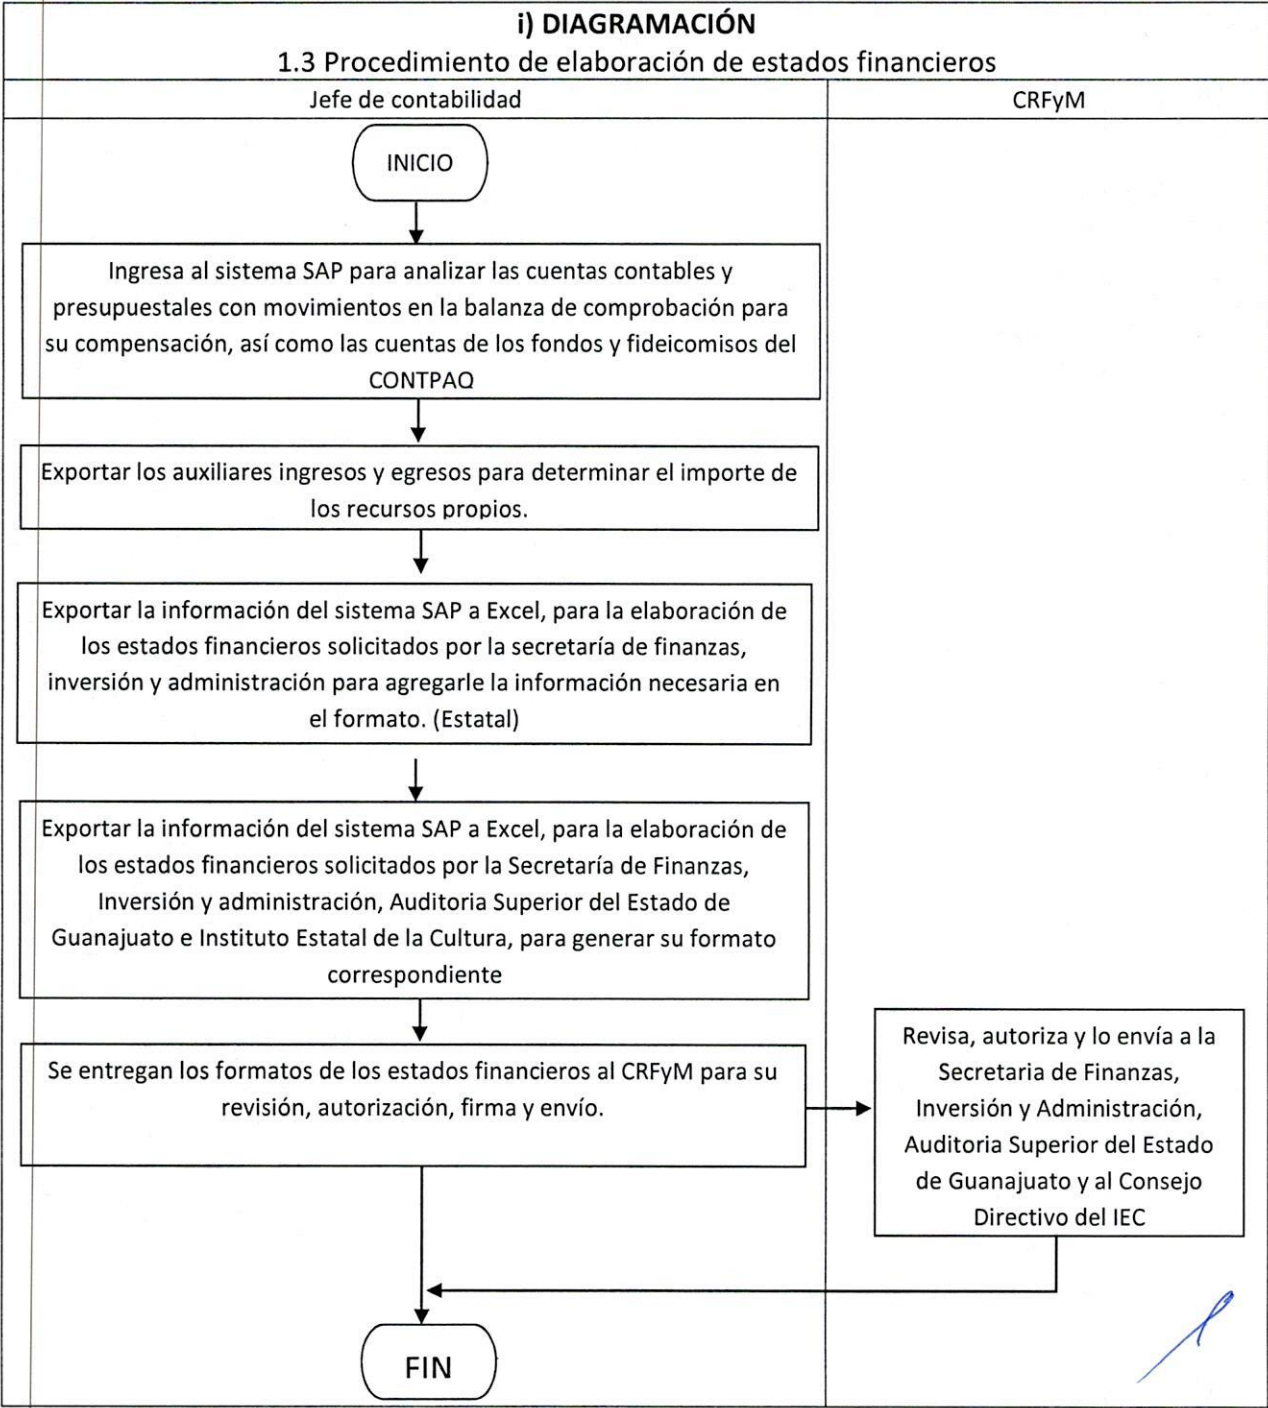 i) DIAGRAMACIÓN
1.3 Procedimiento de elaboración de estados financieros
Jefe de contabilidad
CRFyM
INICIO
Ingresa al sistema SAP para analizar las cuentas contables y
presupuestales con movimientos en la balanza de comprobación para
su compensación, así como las cuentas de los fondos y fideicomisos del
CONTPAQ
Exportar los auxiliares ingresos y egresos para determinar el importe de
los recursos propios.
Exportar la información del sistema SAP a Excel, para la elaboración de
los estados financieros solicitados por la secretaría de finanzas,
inversión y administración para agregarle la información necesaria en
el formato. (Estatal)
Exportar la información del sistema SAP a Excel, para la elaboración de
los estados financieros solicitados por la Secretaría de Finanzas,
Inversión y administración, Auditoria Superior del Estado de
Guanajuato e Instituto Estatal de la Cultura, para generar su formato
correspondiente
Se entregan los formatos de los estados financieros al CRFyM para su
revisión, autorización, firma y envío.
Revisa, autoriza y lo envía a la
Secretaria de Finanzas,
Inversión y Administración,
Auditoria Superior del Estado
de Guanajuato y al Consejo
Directivo del IEC
FIN